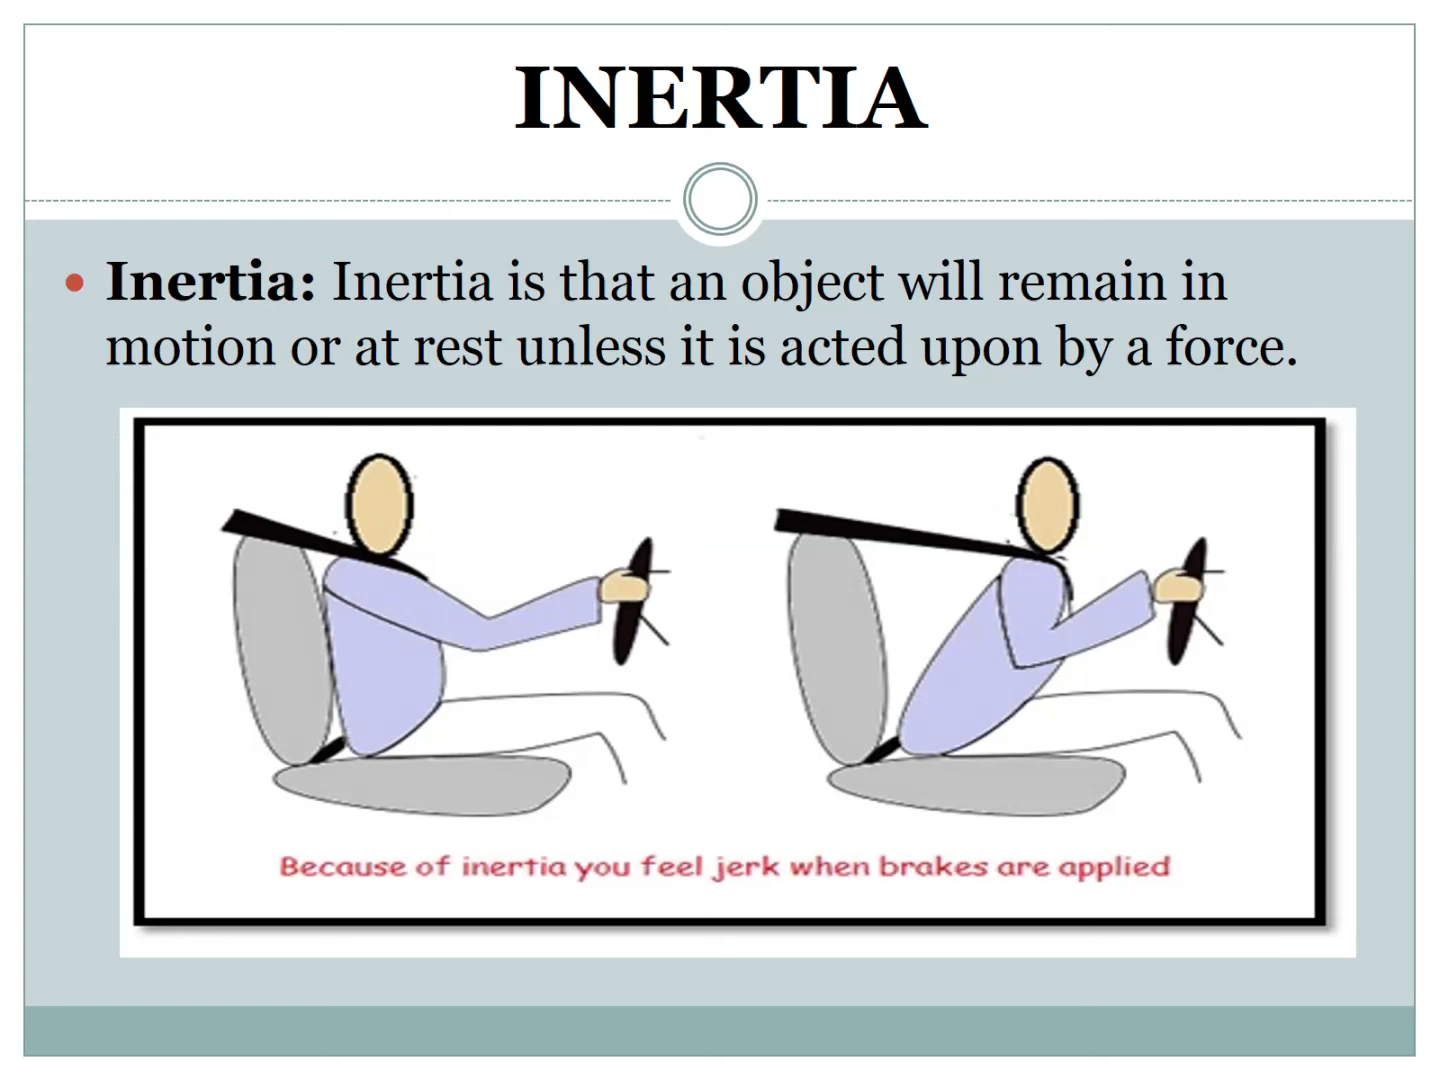 INERTIA
• Inertia: Inertia is that an object will remain in
motion or at rest unless it is acted upon by a force.
Because of inertia you feel jerk when brakes are applied